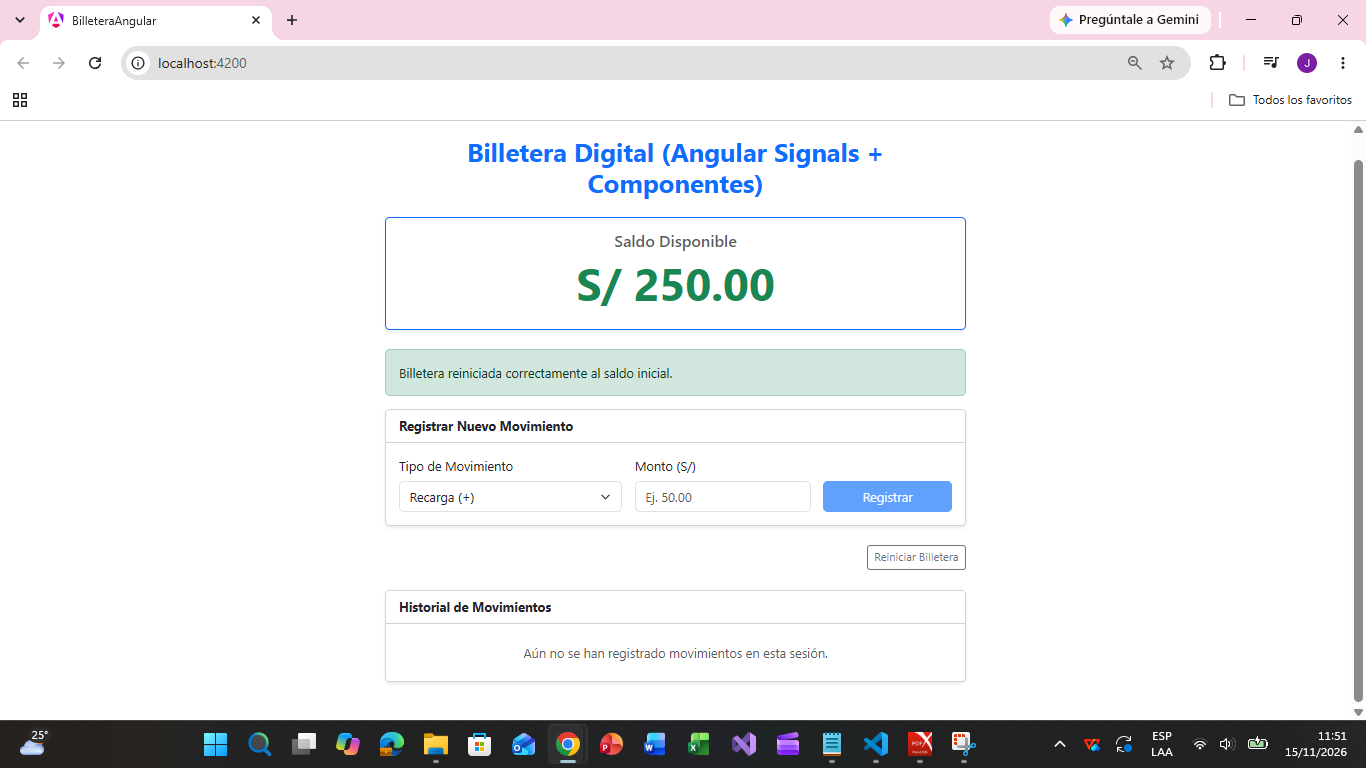 BilleteraAngular
Pregúntale a Gemini
localhost:4200
J
Todos los favoritos
Billetera Digital (Angular Signals +
Componentes)
Saldo Disponible
S/ 250.00
Billetera reiniciada correctamente al saldo inicial.
Registrar Nuevo Movimiento
Tipo de Movimiento
Monto (S/)
Recarga (+)
Ej. 50.00
Registrar
Reiniciar Billetera
Historial de Movimientos
Aún no se han registrado movimientos en esta sesión.
25°
ESP
LAA
11:51
15/11/2026